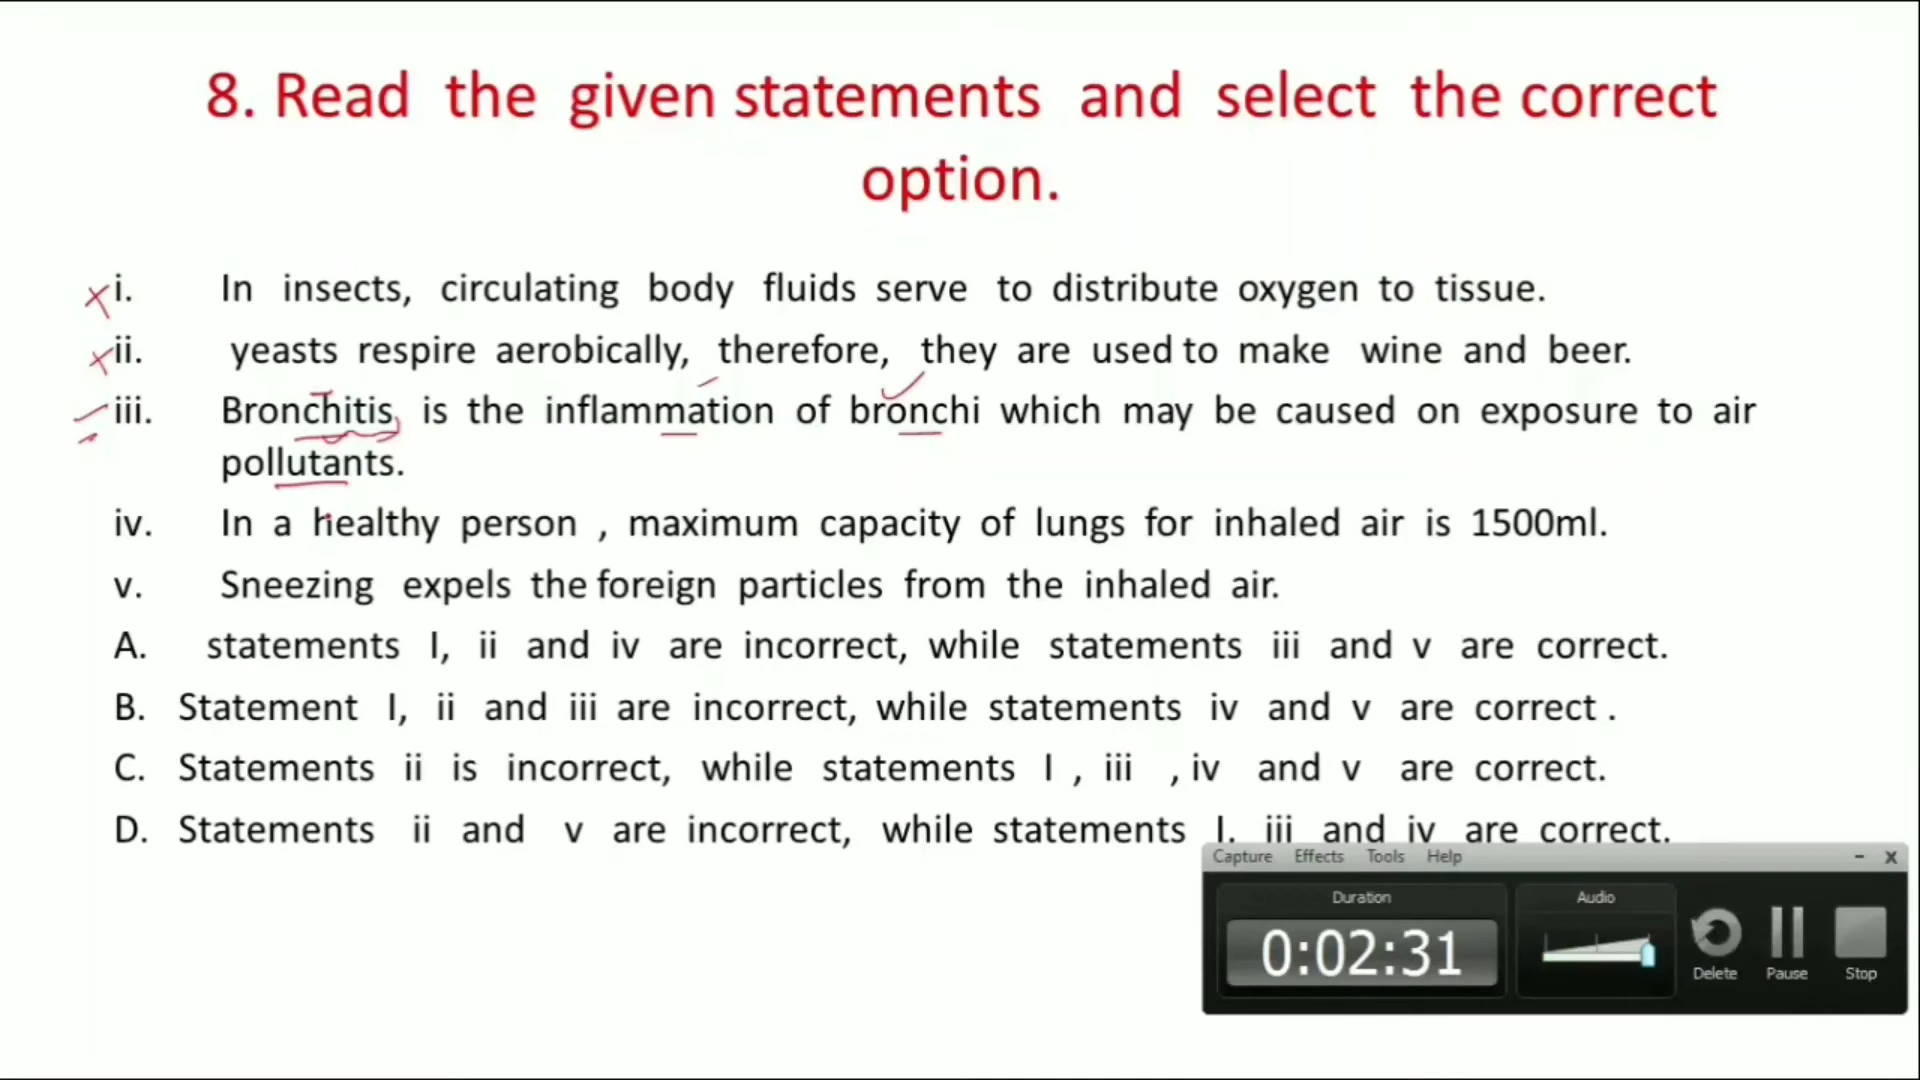 8. Read the given statements and select the correct
option.
i. In insects, circulating body fluids serve to distribute oxygen to tissue.
ii. yeasts respire aerobically, therefore, they are used to make wine and beer.
iii. Bronchitis is the inflammation of bronchi which may be caused on exposure to air
pollutants.
iv. In a healthy person , maximum capacity of lungs for inhaled air is 1500ml.
v. Sneezing expels the foreign particles from the inhaled air.
A. statements I, ii and iv are incorrect, while statements iii and v are correct.
B. Statement I, ii and iii are incorrect, while statements iv and v are correct .
C. Statements ii is incorrect, while statements I , iii , iv and v are correct.
D. Statements ii and v are incorrect, while statements I. iii and iv are correct.
Capture Effects Tools Help – x
Duration Audio
0:02:31
Delete Pause Stop